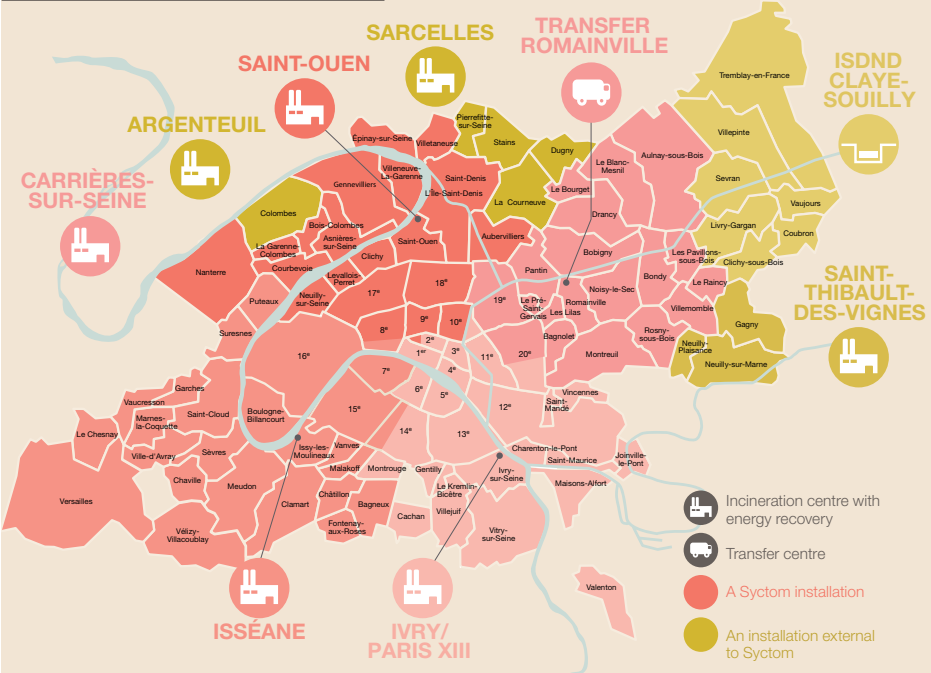 SARCELLES
TRANSFER
ROMAINVILLE
SAINT-OUEN
ISDND
CLAYE-
SOUILLY
ARGENTEUIL
CARRIÈRES-
SUR-SEINE
SAINT-
THIBAULT-
DES-VIGNES
Tremblay-en-France
Villepinte
Sevran
Vaujours
Coubron
Livry-Gargan
Clichy-sous-Bois
Pierrefitte-
sur-Seine
Stains
Dugny
La Courneuve
Épinay-sur-Seine
Villetaneuse
Villeneuve-
La-Garenne
Saint-Denis
L'Île-Saint-Denis
Gennevilliers
Colombes
Bois-Colombes
La Garenne-
Colombes
Asnières-
sur-Seine
Saint-Ouen
Aubervilliers
Clichy
Courbevoie
Levallois-
Perret
Nanterre
Neuilly-
sur-Seine
Puteaux
Suresnes
Le Bourget
Le Blanc-
Mesnil
Aulnay-sous-Bois
Drancy
Bobigny
Pantin
Les Pavillons-
sous-Bois
Bondy
Le Raincy
Noisy-le-Sec
Romainville
Le Pré-
Saint-
Gervais
Les Lilas
Villemomble
Bagnolet
Rosny-
sous-Bois
Montreuil
Gagny
Neuilly-
Plaisance
Neuilly-sur-Marne
17e
18e
19e
8e
9e
10e
2e
1er
3e
11e
20e
16e
7e
4e
6e
5e
12e
15e
14e
13e
Vincennes
Saint-
Mandé
Garches
Vaucresson
Marnes-
la-Coquette
Saint-Cloud
Boulogne-
Billancourt
Le Chesnay
Ville-d'Avray
Sèvres
Issy-les-
Moulineaux
Vanves
Malakoff
Montrouge
Gentilly
Charenton-le-Pont
Saint-Maurice
Joinville-
le-Pont
Chaville
Meudon
Versailles
Clamart
Châtillon
Bagneux
Fontenay-
aux-Roses
Cachan
Le Kremlin-
Bicêtre
Villejuif
Ivry-
sur-Seine
Maisons-Alfort
Vélizy-
Villacoublay
Vitry-
sur-Seine
Valenton
ISSÉANE
IVRY/
PARIS XIII
Incineration centre with
energy recovery
Transfer centre
A Syctom installation
An installation external
to Syctom